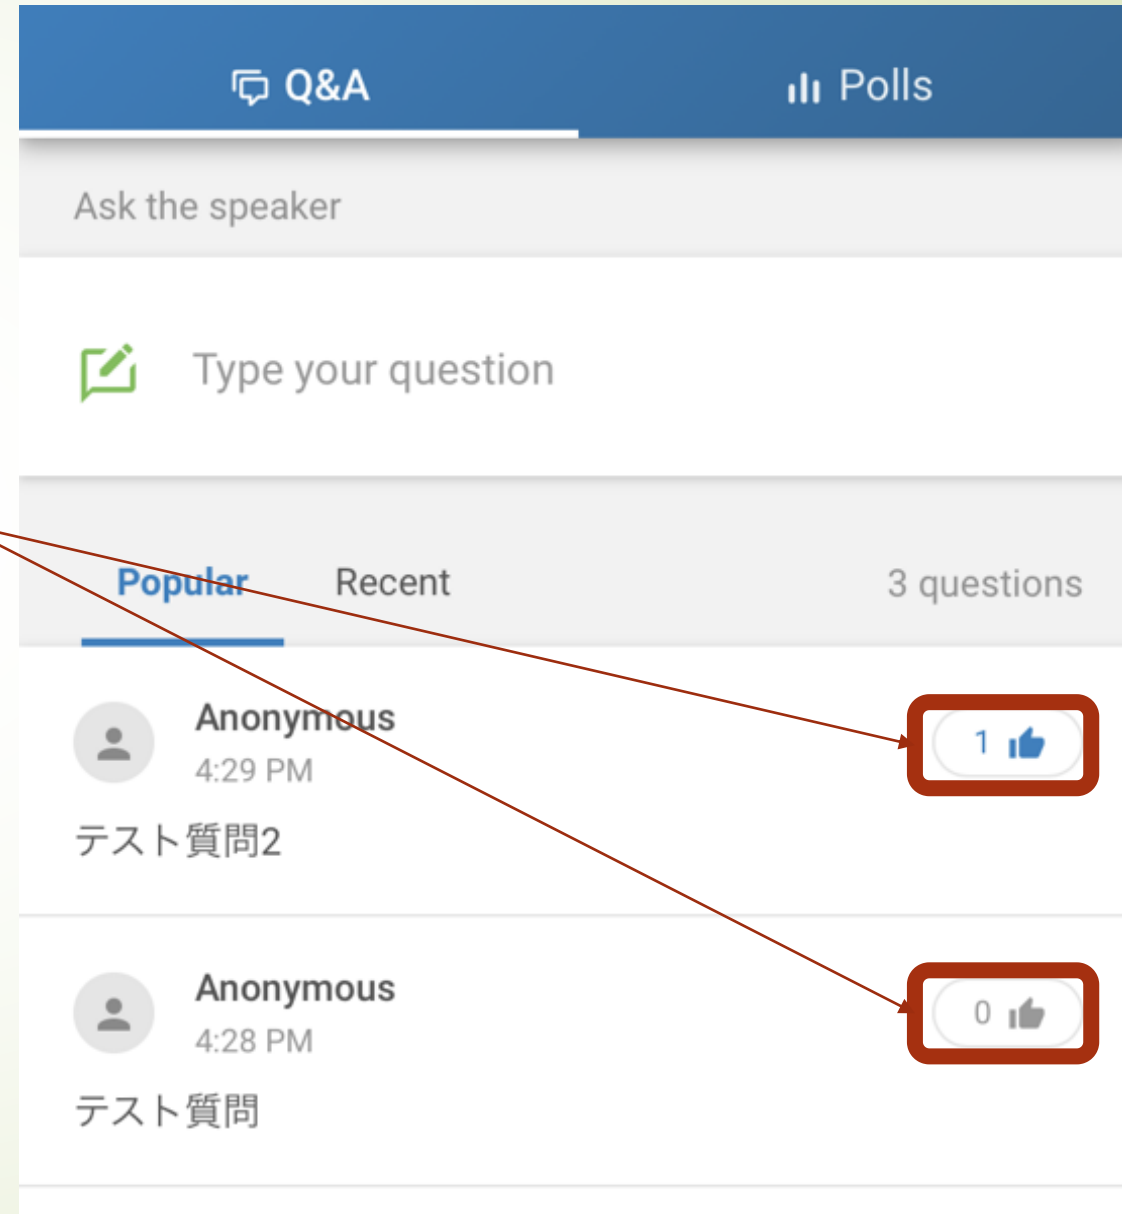 Q&A
Polls
Ask the speaker
Type your question
Popular
Recent
3 questions
Anonymous
1
4:29 PM
テスト質問2
Anonymous
0
4:28 PM
テスト質問